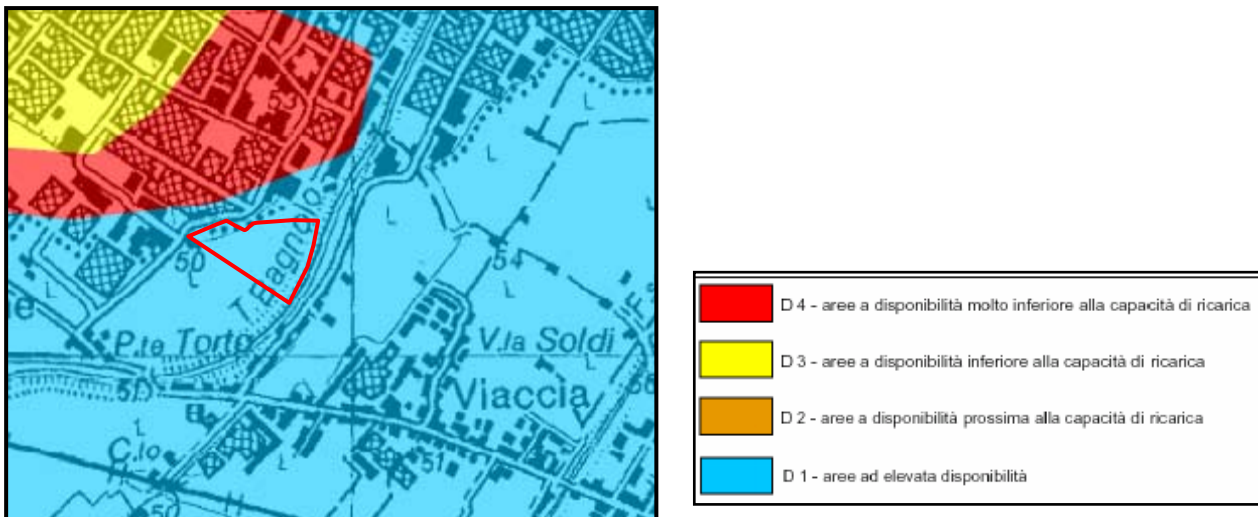 53
50
T. Bagnolo
54
P.te Torto
V.la Soldi
50
Viaccia
C.lo
51
H
H
50
D 4 - aree a disponibilità molto inferiore alla capacità di ricarica
D 3 - aree a disponibilità inferiore alla capacità di ricarica
D 2 - aree a disponibilità prossima alla capacità di ricarica
D 1 - aree ad elevata disponibilità